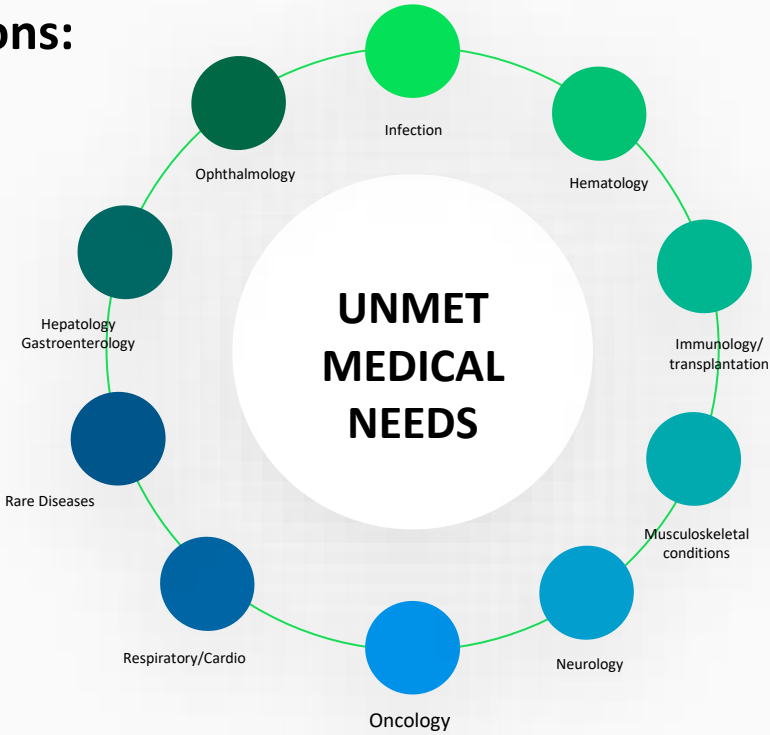 ons:
Infection
Ophthalmology
Hematology
Hepatology
Gastroenterology
UNMET
MEDICAL
NEEDS
Immunology/
transplantation
Rare Diseases
Musculoskeletal
conditions
Respiratory/Cardio
Neurology
Oncology